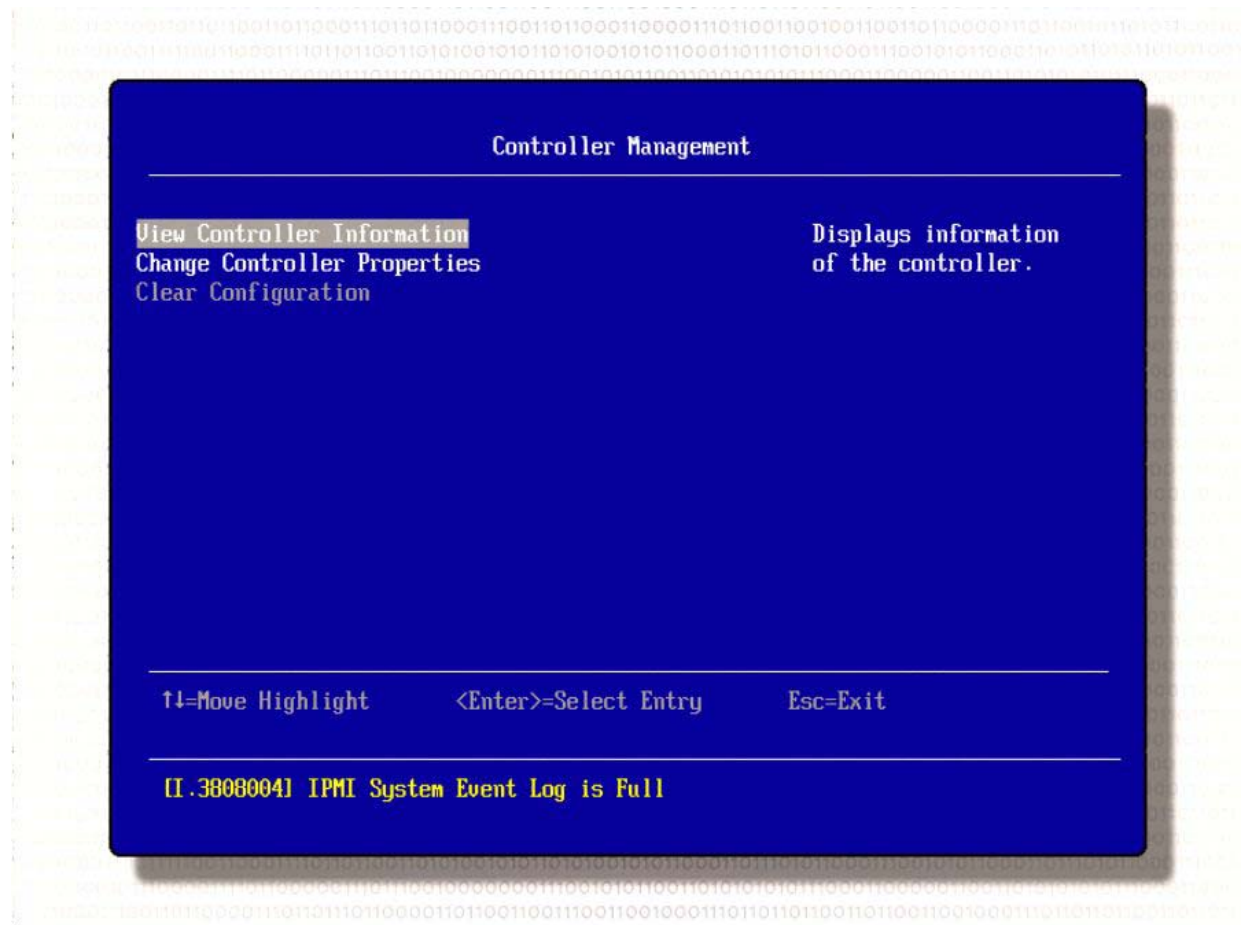 Controller Management
View Controller Information
Displays information
Change Controller Properties
of the controller.
Clear Configuration
↑↓=Move Highlight <Enter>=Select Entry Esc=Exit
[I.3808004] IPMI System Event Log is Full